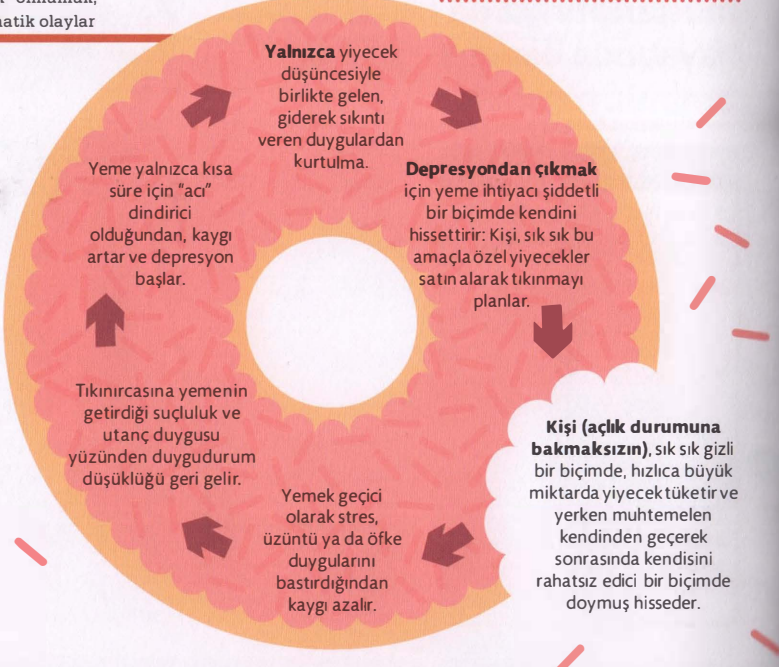 matik olaylar
Yalnızca yiyecek
düşüncesiyle
birlikte gelen,
giderek sıkıntı
veren duygulardan
kurtulma.
Depresyondan çıkmak
için yeme ihtiyacı şiddetli
bir biçimde kendini
hissettirir: Kişi, sık sık bu
amaçla özel yiyecekler
satın alarak tıkınmayı
planlar.
Kişi (açlık durumuna
bakmaksızın), sık sık gizli
bir biçimde, hızlıca büyük
miktarda yiyecek tüketir ve
yerken muhtemelen
kendinden geçerek
sonrasında kendisini
rahatsız edici bir biçimde
doymuş hisseder.
Yemek geçici
olarak stres,
üzüntü ya da öfke
duygularını
bastırdığından
kaygı azalır.
Tıkınırcasına yemenin
getirdiği suçluluk ve
utanç duygusu
yüzünden duygudurum
düşüklüğü geri gelir.
Yeme yalnızca kısa
süre için "acı"
dindirici
olduğundan, kaygı
artar ve depresyon
başlar.